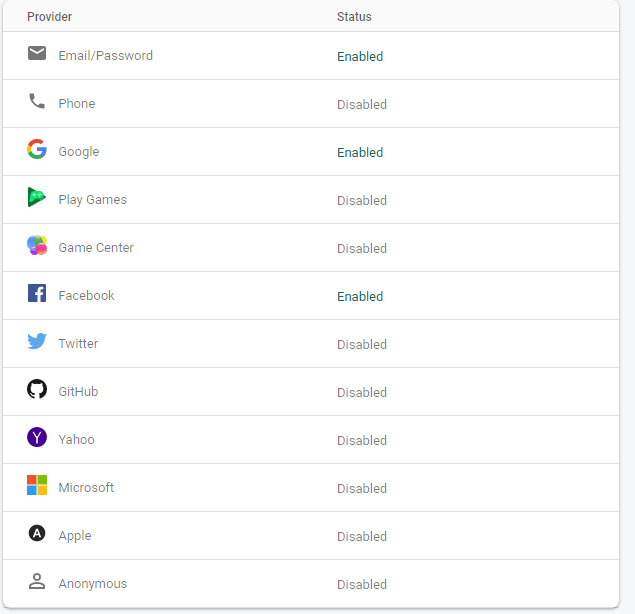 Provider Status
Email/Password Enabled
Phone Disabled
Google Enabled
Play Games Disabled
Game Center Disabled
Facebook Enabled
Twitter Disabled
GitHub Disabled
Yahoo Disabled
Microsoft Disabled
Apple Disabled
Anonymous Disabled